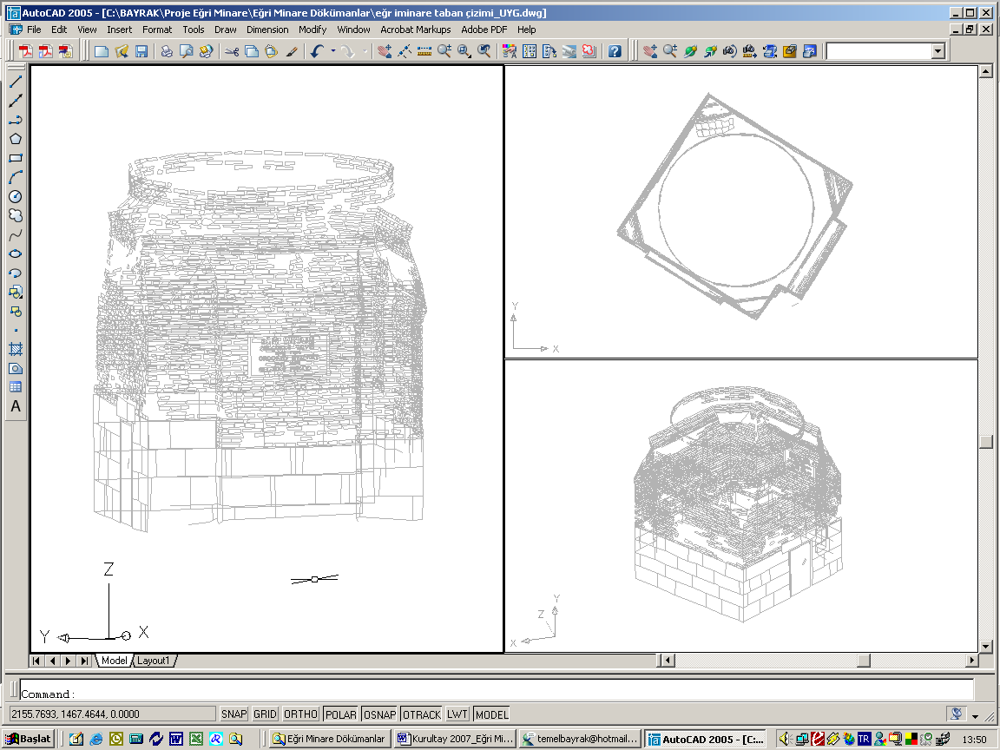 AutoCAD 2005 - [C:\BAYRAK\Proje Eğri Minare\Eğri Minare Dökümanlar\eğr iminare taban çizimi_UYG.dwg]
File Edit View Insert Format Tools Draw Dimension Modify Window Acrobat Markups Adobe PDF Help
A
Y
X
Z
Y
X
Y
Z
X
Model Layout1
Command:
2155.7693, 1467.4644, 0.0000 SNAP GRID ORTHO POLAR OSNAP OTRACK LWT MODEL
Başlat Eğri Minare Dökümanlar Kurultay 2007_Eğri Mi... temelbayrak@hotmail... AutoCAD 2005 - [C:... TR 13:50